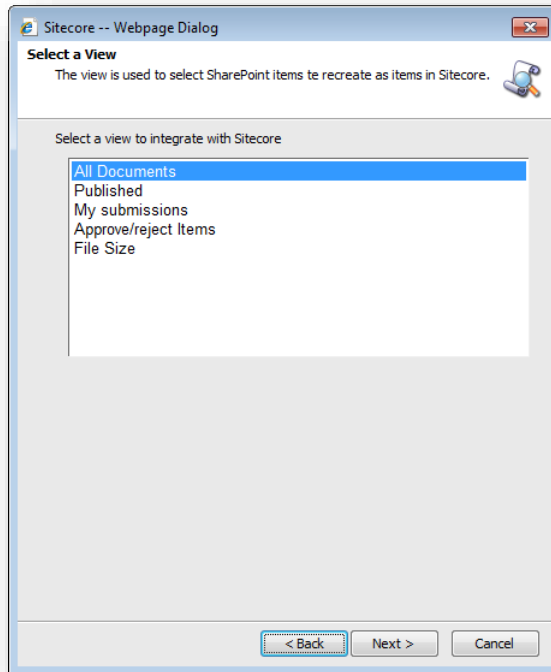 Sitecore -- Webpage Dialog
Select a View
The view is used to select SharePoint items te recreate as items in Sitecore.
Select a view to integrate with Sitecore
All Documents
Published
My submissions
Approve/reject Items
File Size
< Back Next > Cancel